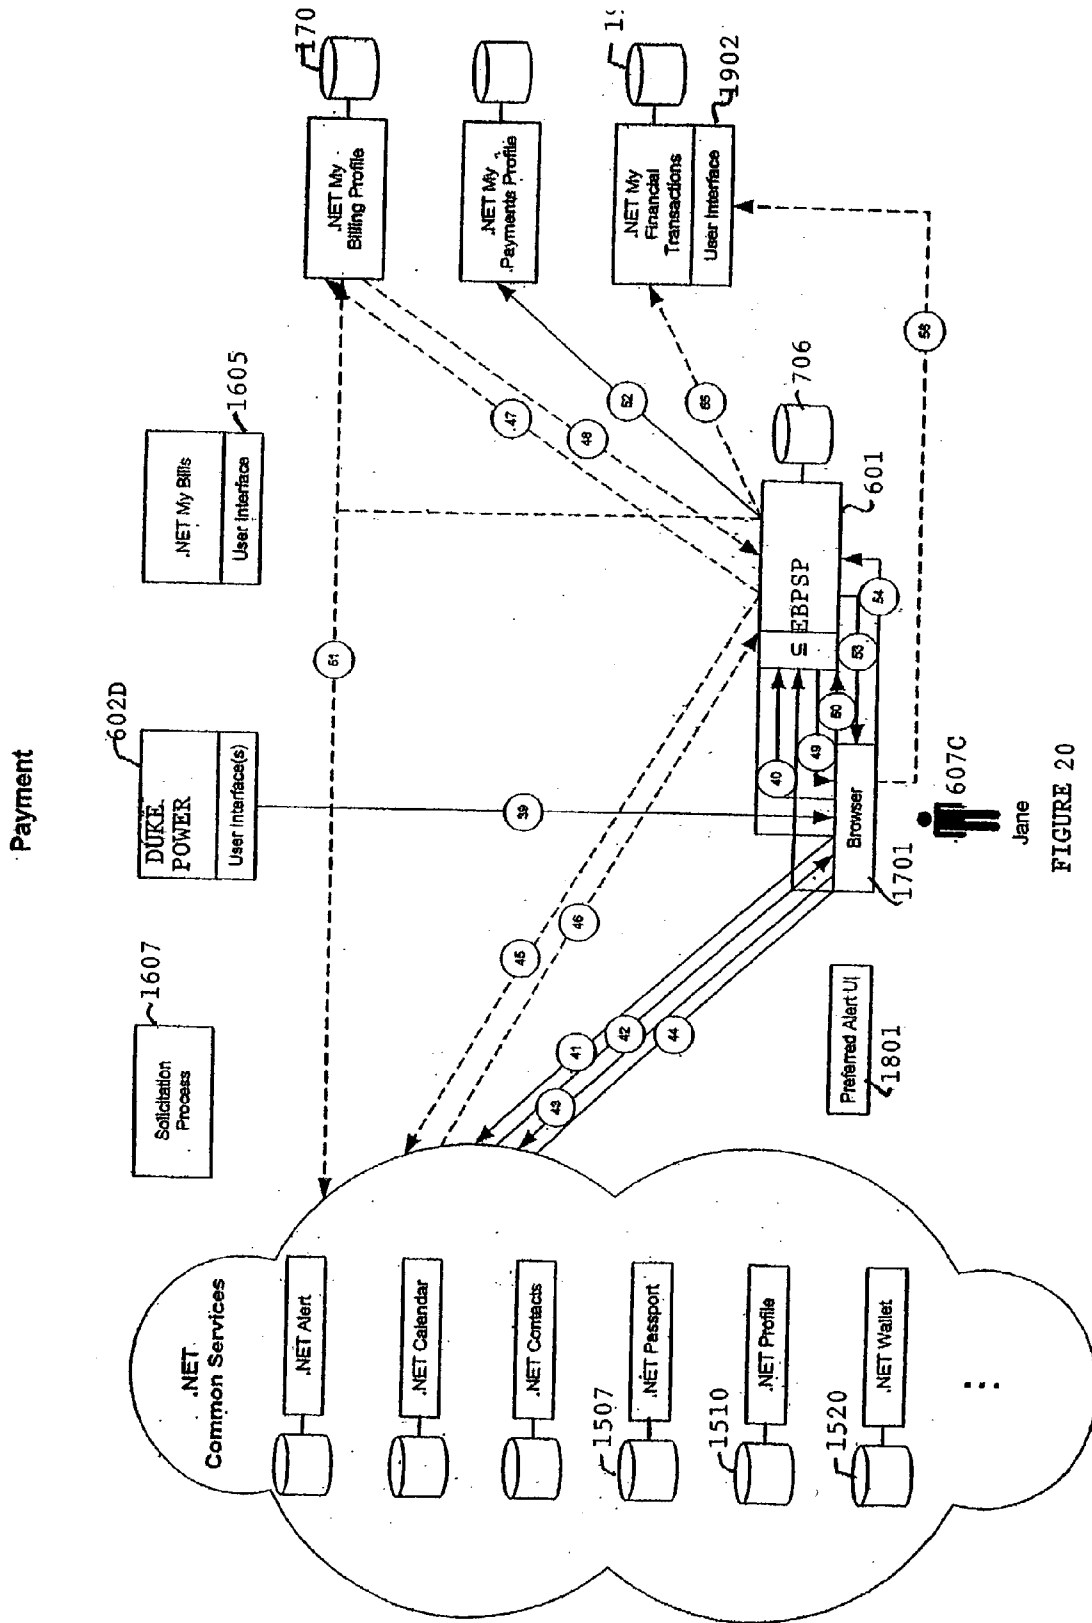 Payment
.NET
Common Services
.NET Alert
.NET Calendar
.NET Contacts
.NET Passport
1507
.NET Profile
1510
.NET Wallet
1520
...
Solicitation
Process
1607
DUKE
POWER
User Interface(s)
602D
.NET My Bills
User Interface
1605
.NET My
Billing Profile
170
.NET My
Payments Profile
.NET My
Financial
Transactions
User Interface
1902
51
39
45
46
41
42
43
44
47
48
52
55
40
49
50
53
54
56
UI
EBPSP
601
706
Browser
1701
Preferred Alert UI
1801
607C
Jane
FIGURE 20